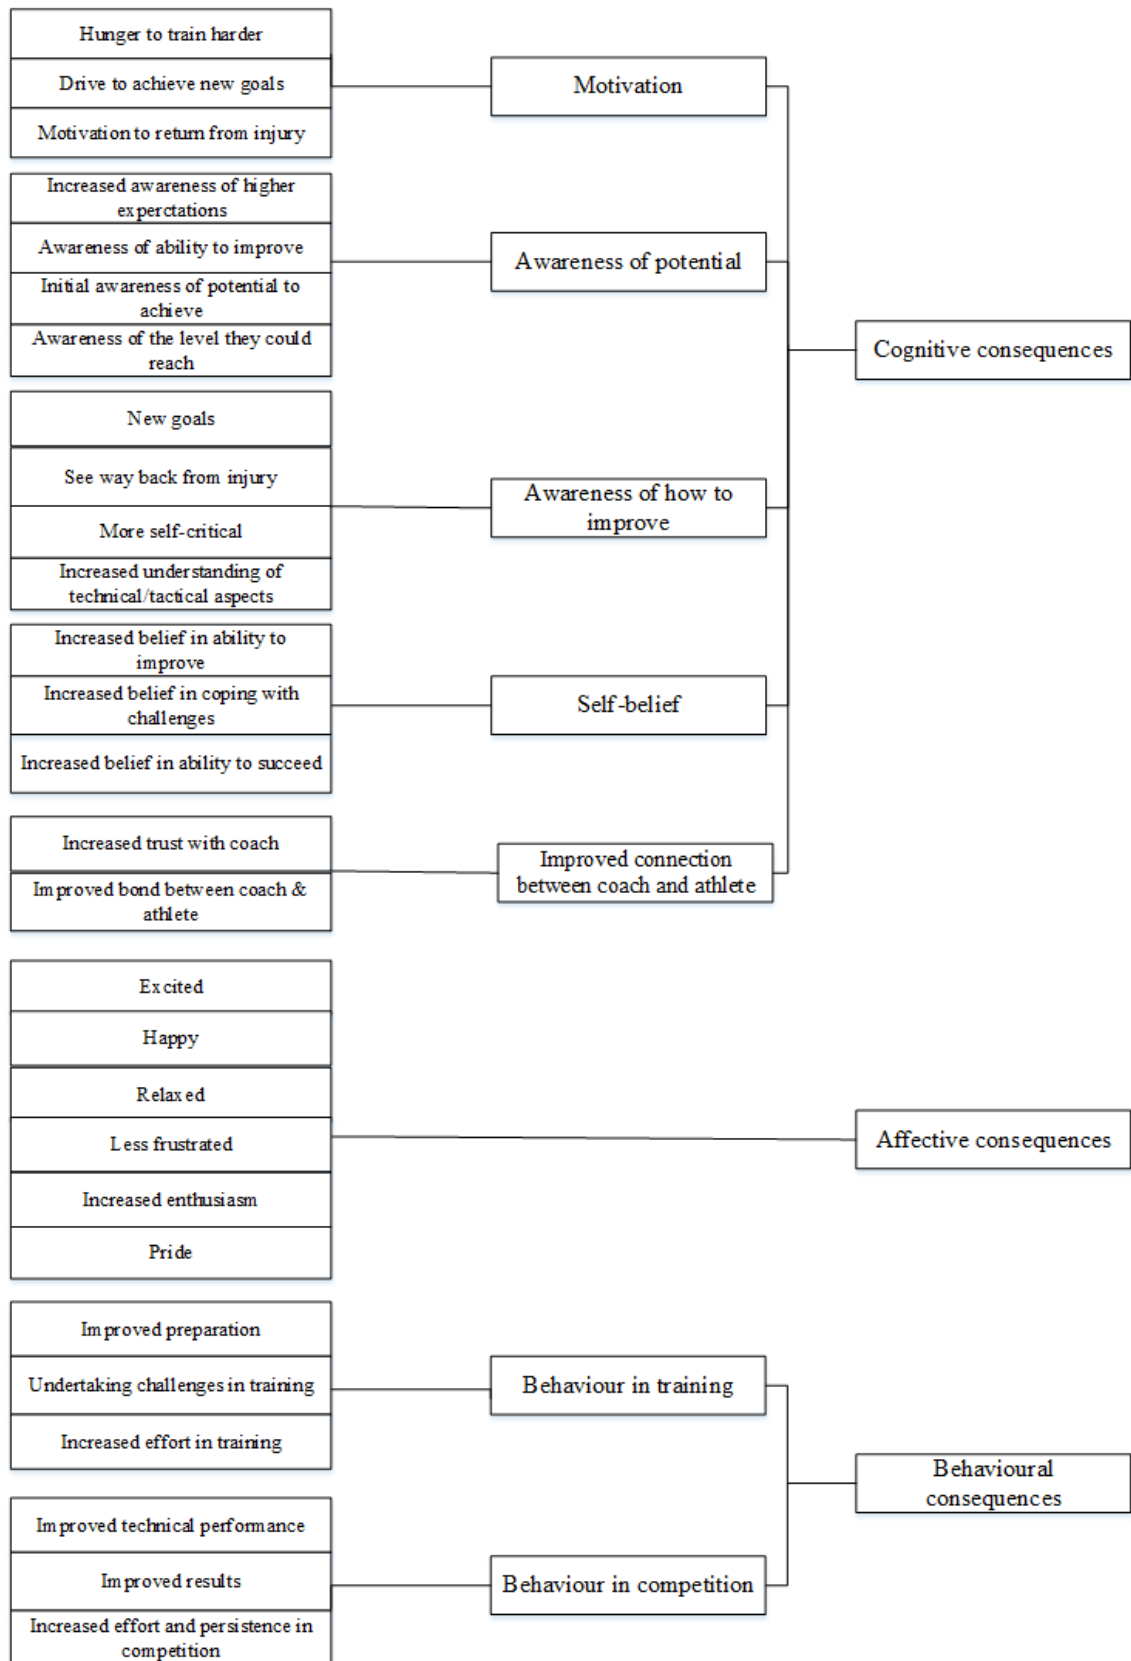 Hunger to train harder
Drive to achieve new goals
Motivation to return from injury
Motivation
Increased awareness of higher
experctations
Awareness of ability to improve
Initial awareness of potential to
achieve
Awareness of the level they could
reach
Awareness of potential
Cognitive consequences
New goals
See way back from injury
More self-critical
Increased understanding of
technical/tactical aspects
Awareness of how to
improve
Increased belief in ability to
improve
Increased belief in coping with
challenges
Increased belief in ability to succeed
Self-belief
Increased trust with coach
Improved bond between coach &
athlete
Improved connection
between coach and athlete
Excited
Happy
Relaxed
Less frustrated
Increased enthusiasm
Pride
Affective consequences
Improved preparation
Undertaking challenges in training
Increased effort in training
Behaviour in training
Behavioural
consequences
Improved technical performance
Improved results
Increased effort and persistence in
competition
Behaviour in competition